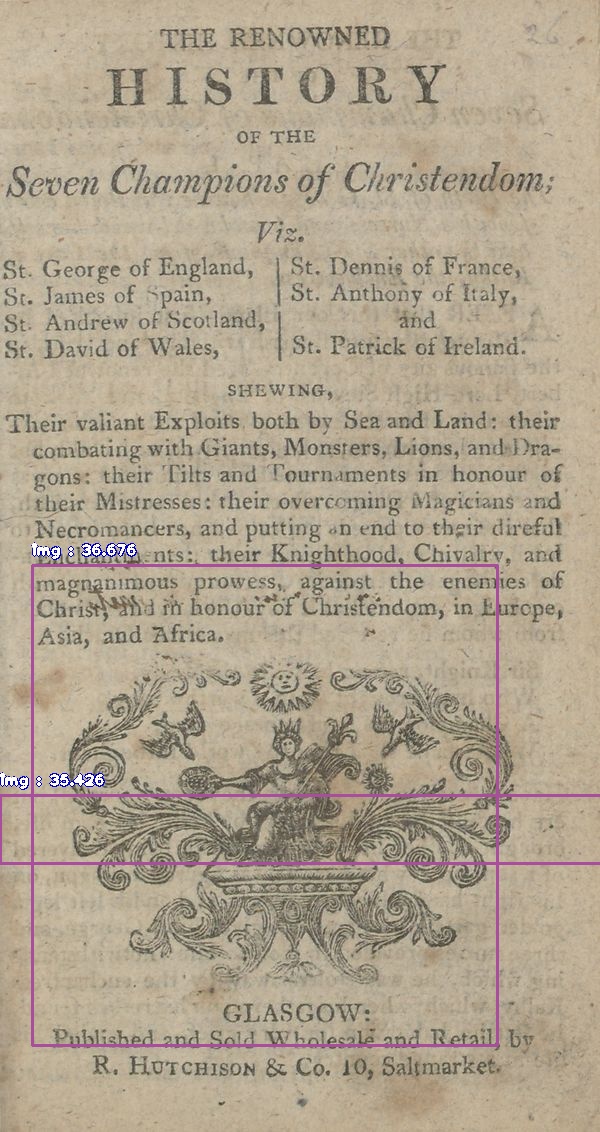 26
THE RENOWNED
HISTORY
OF THE
Seven Champions of Christendom;
Viz.
St. George of England,
St. James of Spain,
St. Andrew of Scotland,
St. David of Wales,
St. Dennis of France,
St. Anthony of Italy,
and
St. Patrick of Ireland.
SHEWING,
Their valiant Exploits both by Sea and Land: their
combating with Giants, Monsters, Lions, and Dra-
gons: their Tilts and Tournaments in honour of
their Mistresses: their overcoming Magicians and
Necromancers, and putting an end to their direful
img : 36.676
Enchantments: their Knighthood, Chivalry, and
magnanimous prowess, against the enemies of
Christ, and in honour of Christendom, in Europe,
Asia, and Africa.
img : 35.426
GLASGOW:
Published and Sold Wholesale and Retail, by
R. HUTCHISON & Co. 10, Saltmarket.